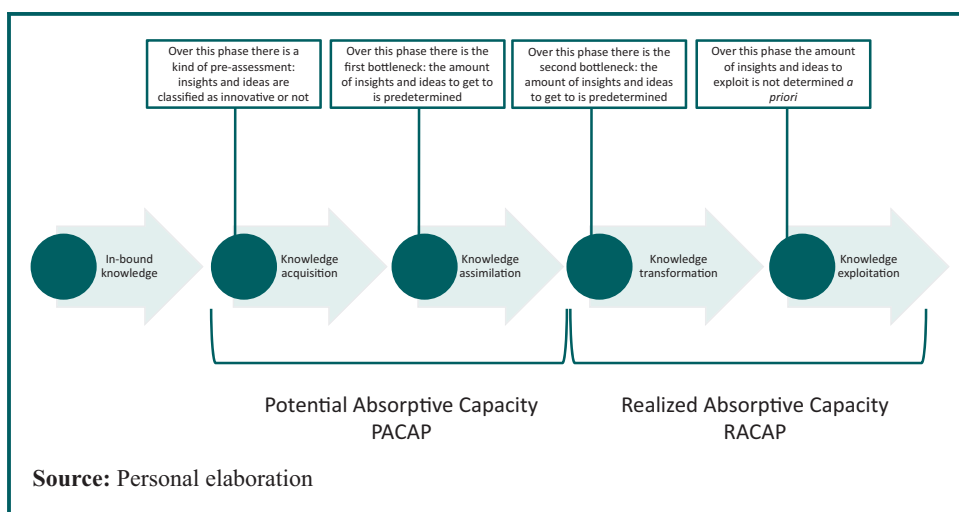 Over this phase there is a
kind of pre-assessment:
insights and ideas are
classified as innovative or not
Over this phase there is the
first bottleneck: the amount
of insights and ideas to get to
is predetermined
Over this phase there is the
second bottleneck: the
amount of insights and ideas
to get to is predetermined
Over this phase the amount
of insights and ideas to
exploit is not determined a
priori
In-bound
knowledge
Knowledge
acquisition
Knowledge
assimilation
Knowledge
transformation
Knowledge
exploitation
Potential Absorptive Capacity
PACAP
Realized Absorptive Capacity
RACAP
Source: Personal elaboration